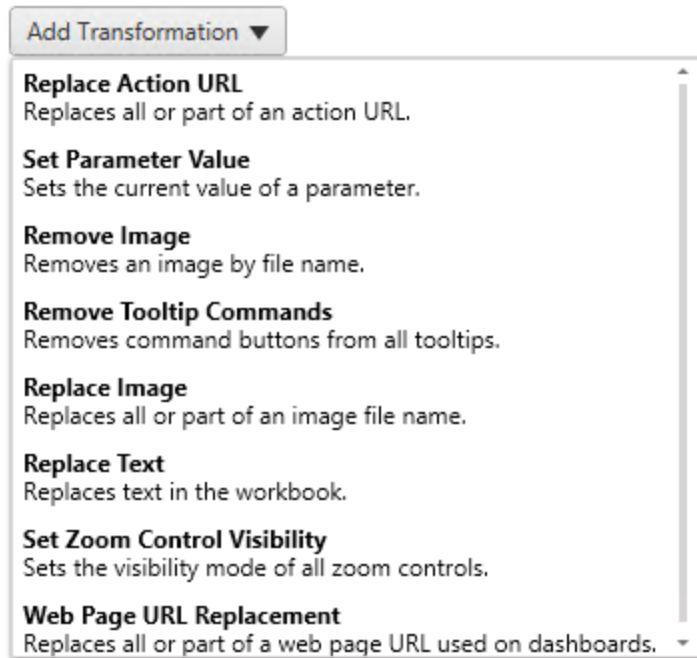 Add Transformation
Replace Action URL
Replaces all or part of an action URL.
Set Parameter Value
Sets the current value of a parameter.
Remove Image
Removes an image by file name.
Remove Tooltip Commands
Removes command buttons from all tooltips.
Replace Image
Replaces all or part of an image file name.
Replace Text
Replaces text in the workbook.
Set Zoom Control Visibility
Sets the visibility mode of all zoom controls.
Web Page URL Replacement
Replaces all or part of a web page URL used on dashboards.